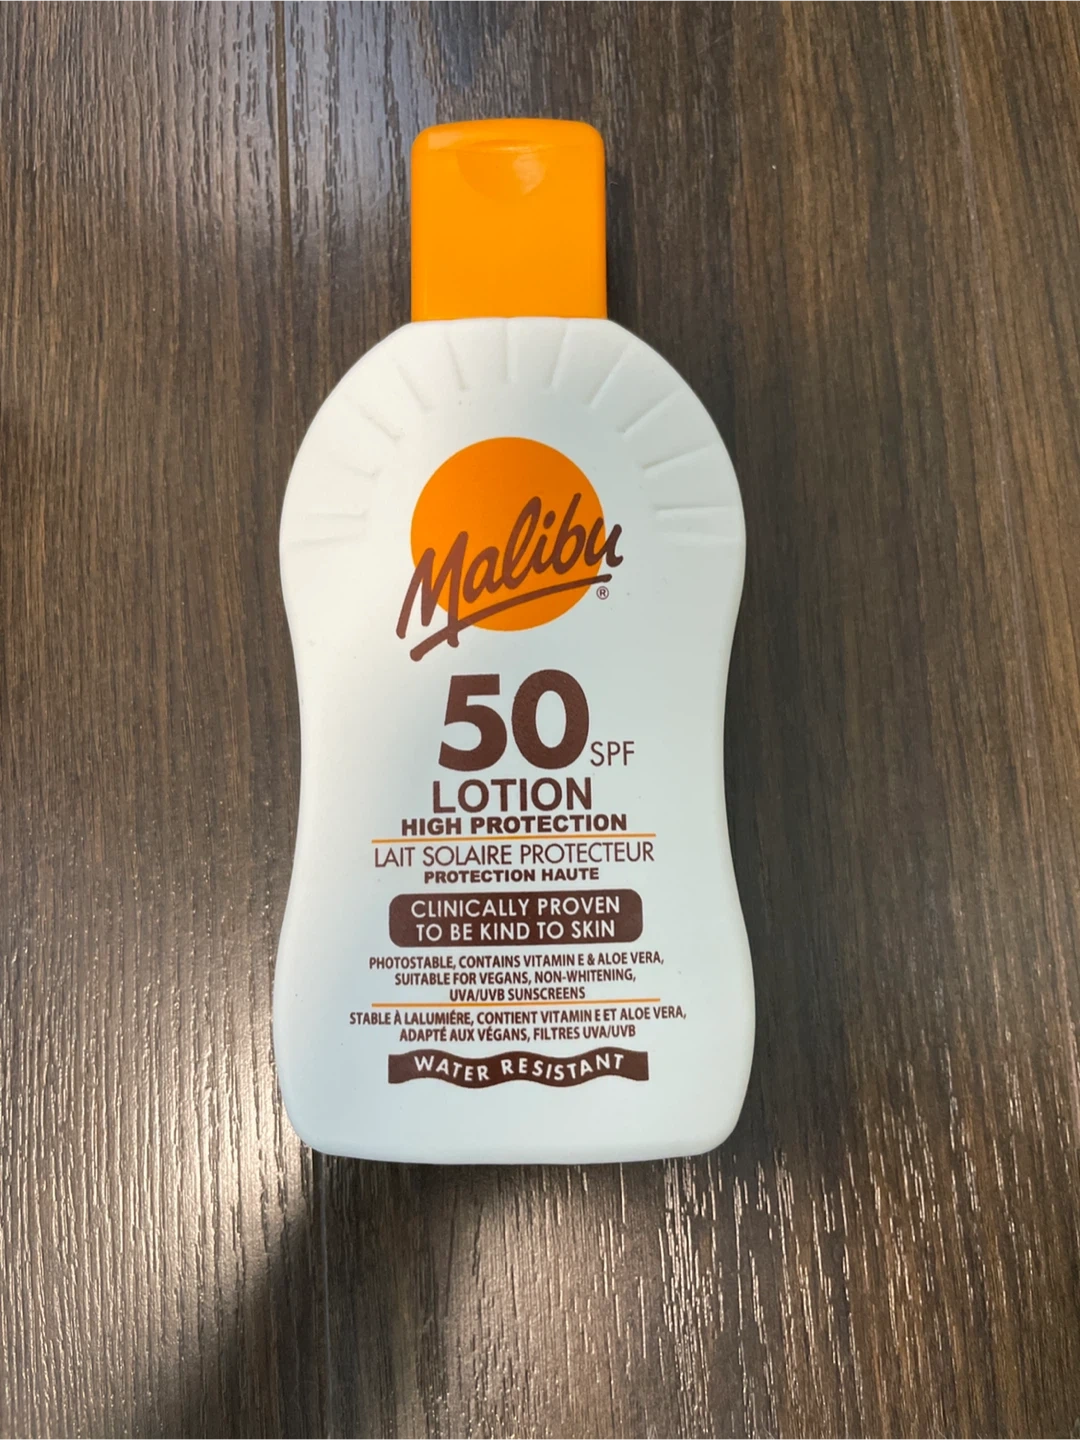 Malibu
®
50 SPF
LOTION
HIGH PROTECTION
LAIT SOLAIRE PROTECTEUR
PROTECTION HAUTE
CLINICALLY PROVEN
TO BE KIND TO SKIN
PHOTOSTABLE, CONTAINS VITAMIN E & ALOE VERA,
SUITABLE FOR VEGANS, NON-WHITENING,
UVA/UVB SUNSCREENS
STABLE À LALUMIÉRE, CONTIENT VITAMIN E ET ALOE VERA,
ADAPTÉ AUX VÉGANS, FILTRES UVA/UVB
WATER RESISTANT